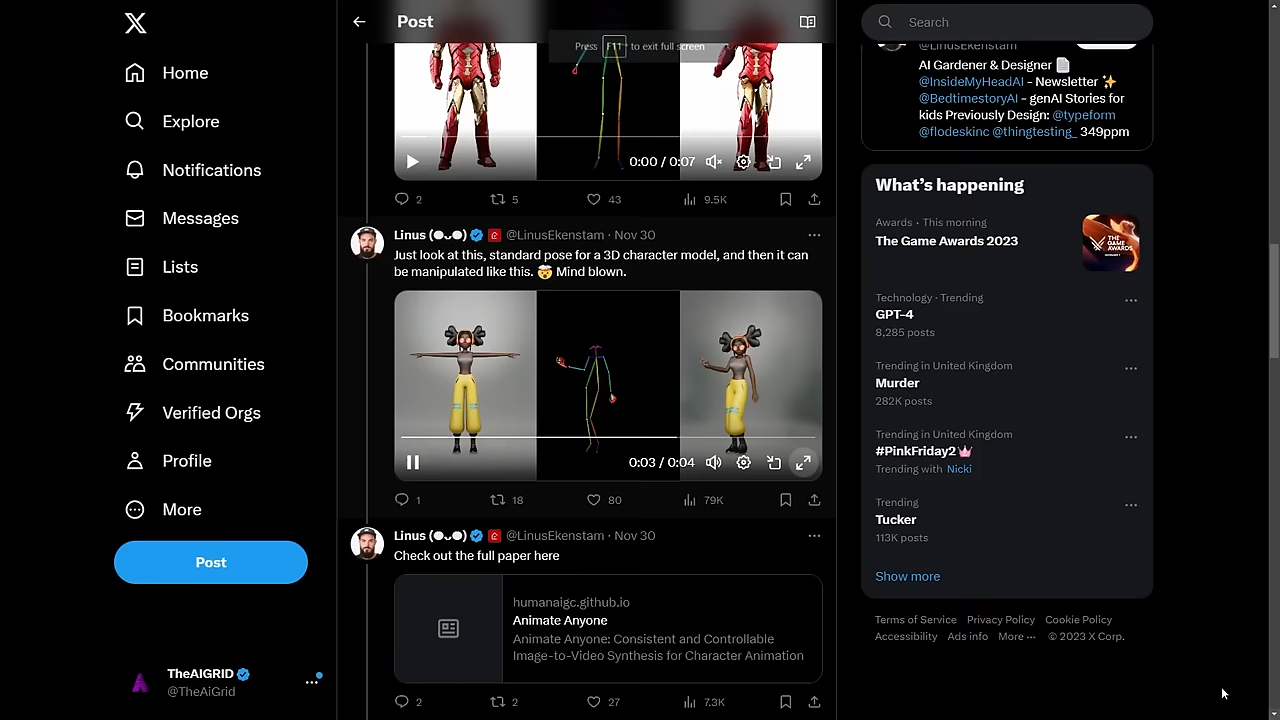 Home
Explore
Notifications
Messages
Lists
Bookmarks
Communities
Verified Orgs
Profile
More
Post
TheAIGRID
@TheAiGrid
Post
Press F11 to exit full screen
0:00 / 0:07
2
5
43
9.5K
Linus (●ᴗ●) @LinusEkenstam · Nov 30
Just look at this, standard pose for a 3D character model, and then it can
be manipulated like this. 🤯 Mind blown.
0:03 / 0:04
1
18
80
79K
Linus (●ᴗ●) @LinusEkenstam · Nov 30
Check out the full paper here
humanaigc.github.io
Animate Anyone
Animate Anyone: Consistent and Controllable
Image-to-Video Synthesis for Character Animation
2
2
27
7.3K
Search
@LinusEkenstam
AI Gardener & Designer 📄
@InsideMyHeadAI - Newsletter ✨
@BedtimestoryAI - genAI Stories for
kids Previously Design: @typeform
@flodeskinc @thingtesting_ 349ppm
What’s happening
Awards · This morning
The Game Awards 2023
THE GAME AWARDS
Technology · Trending
GPT-4
8,285 posts
Trending in United Kingdom
Murder
282K posts
Trending in United Kingdom
#PinkFriday2
Trending with Nicki
Trending
Tucker
113K posts
Show more
Terms of Service Privacy Policy Cookie Policy
Accessibility Ads info More ··· © 2023 X Corp.